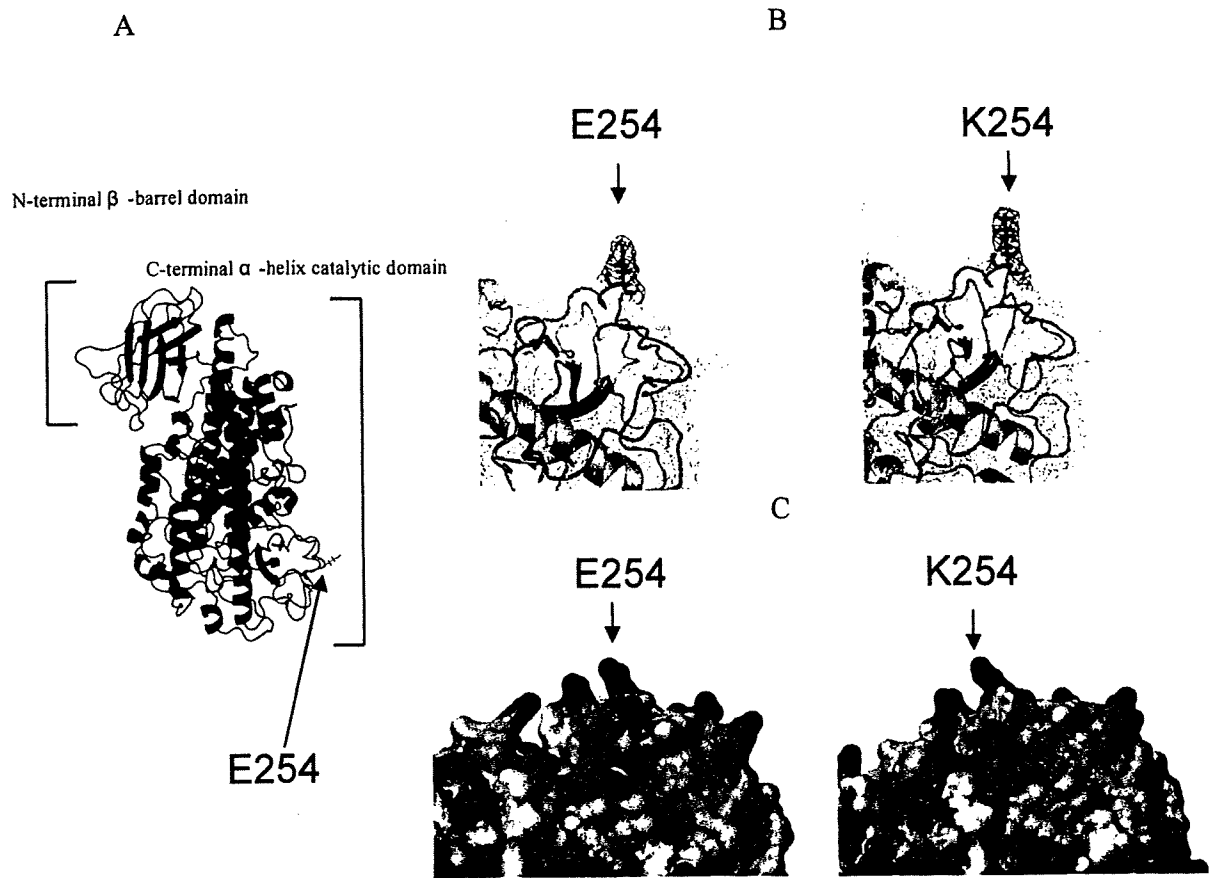 A
B
E254
K254
N-terminal β -barrel domain
C-terminal α -helix catalytic domain
C
E254
K254
E254